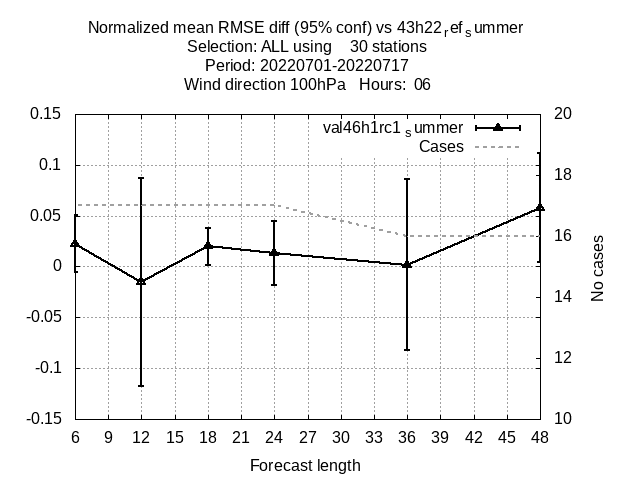 Normalized mean RMSE diff (95% conf) vs 43h22ref summer
Selection: ALL using 30 stations
Period: 20220701-20220717
Wind direction 100hPa Hours: 06
val46h1rc1summer
Cases
0.15
0.1
0.05
0
-0.05
-0.1
-0.15
20
18
16
14
12
10
No cases
6 9 12 15 18 21 24 27 30 33 36 39 42 45 48
Forecast length